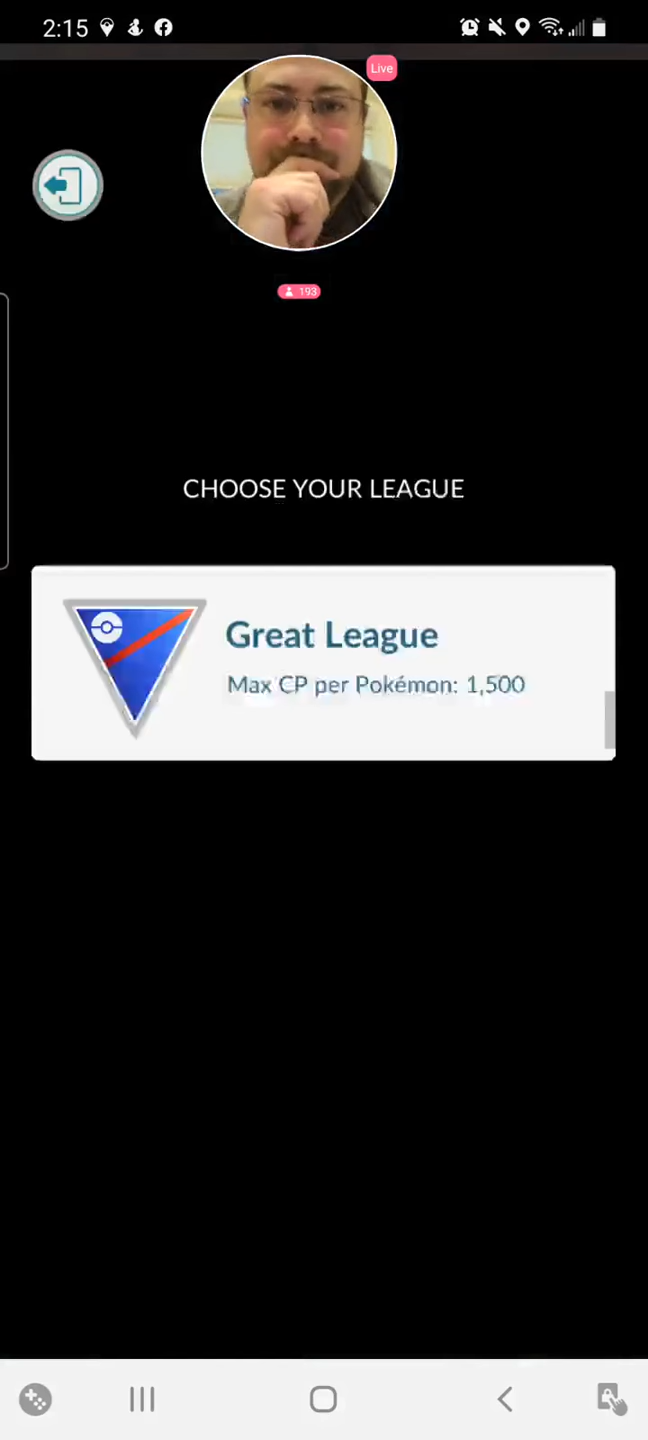 2:15
Live
193
CHOOSE YOUR LEAGUE
Great League
Max CP per Pokémon: 1,500